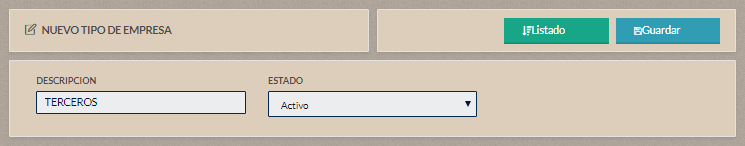 NUEVO TIPO DE EMPRESA
Listado
Guardar
DESCRIPCION
ESTADO
TERCEROS
Activo